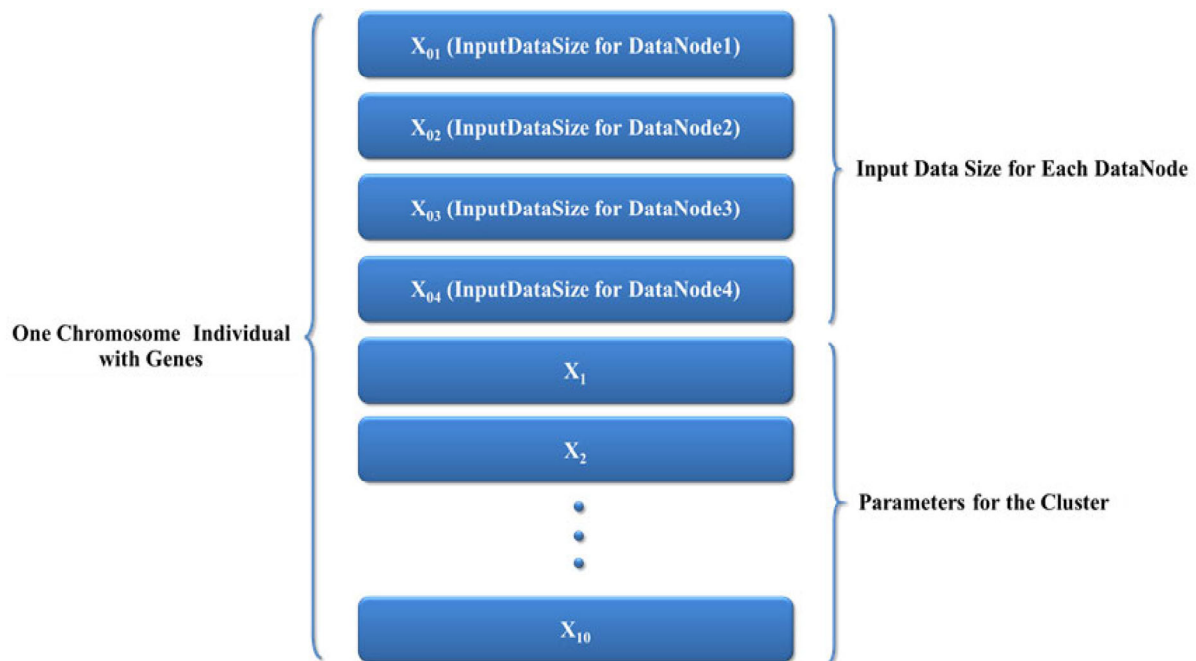 X01 (InputDataSize for DataNode1)
X02 (InputDataSize for DataNode2)
X03 (InputDataSize for DataNode3)
X04 (InputDataSize for DataNode4)
Input Data Size for Each DataNode
One Chromosome Individual
with Genes
X1
X2
Parameters for the Cluster
X10